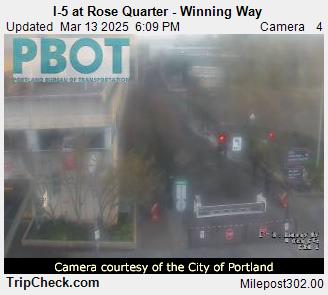 I-5 at Rose Quarter - Winning Way
Updated Mar 13 2025 6:09 PM Camera 4
PBOT
PORTLAND BUREAU OF TRANSPORTATION
Camera courtesy of the City of Portland
TripCheck.com Milepost302.00